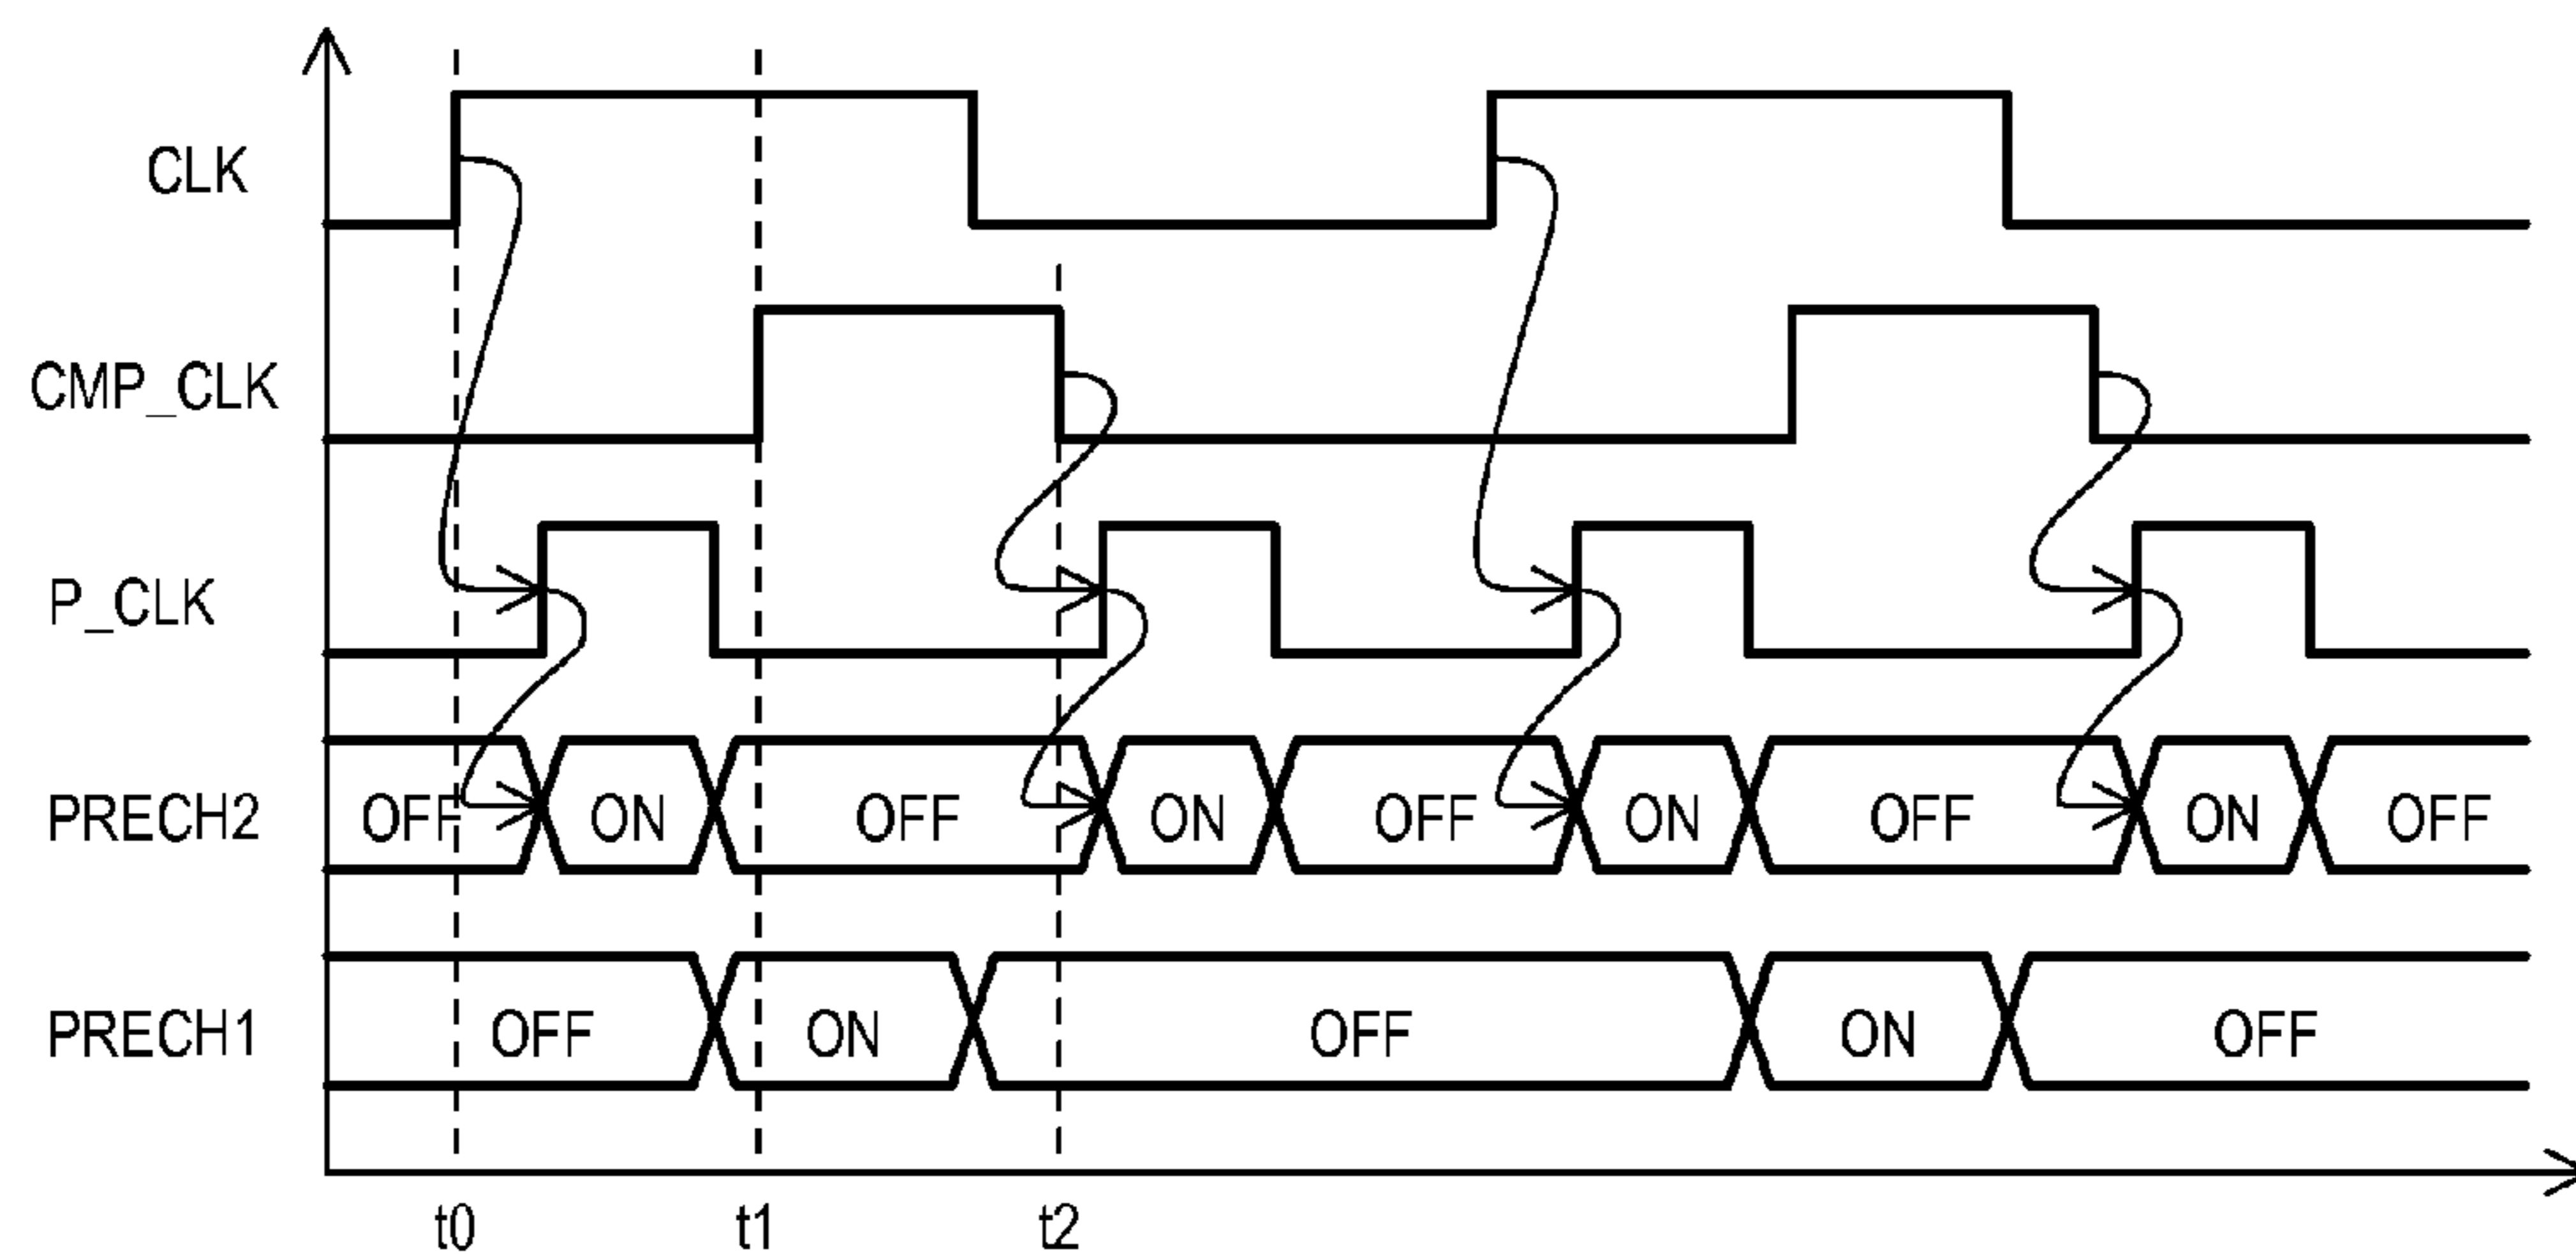 CLK
CMP_CLK
P_CLK
PRECH2 OFF ON OFF ON OFF ON OFF ON OFF
PRECH1 OFF ON OFF ON OFF
t0 t1 t2